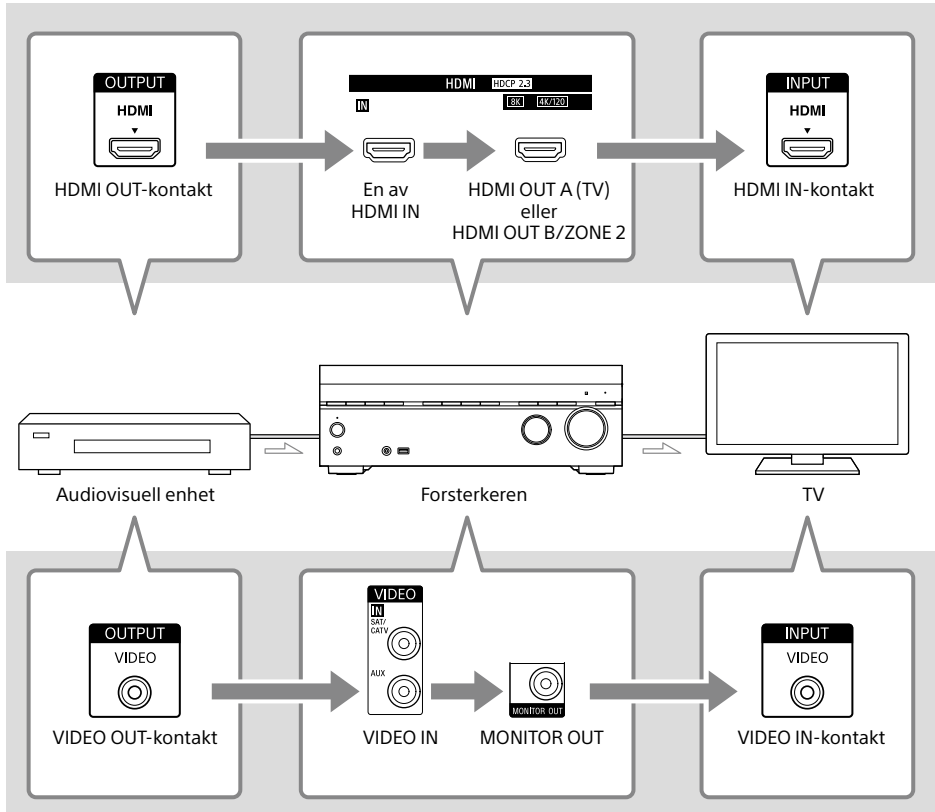 OUTPUT
HDMI
HDMI OUT-kontakt
HDMI HDCP 2.3
IN
8K 4K/120
En av
HDMI IN
HDMI OUT A (TV)
eller
HDMI OUT B/ZONE 2
INPUT
HDMI
HDMI IN-kontakt
Audiovisuell enhet
Forsterkeren
TV
OUTPUT
VIDEO
VIDEO OUT-kontakt
VIDEO
IN
SAT/
CATV
AUX
VIDEO IN
MONITOR OUT
MONITOR OUT
INPUT
VIDEO
VIDEO IN-kontakt